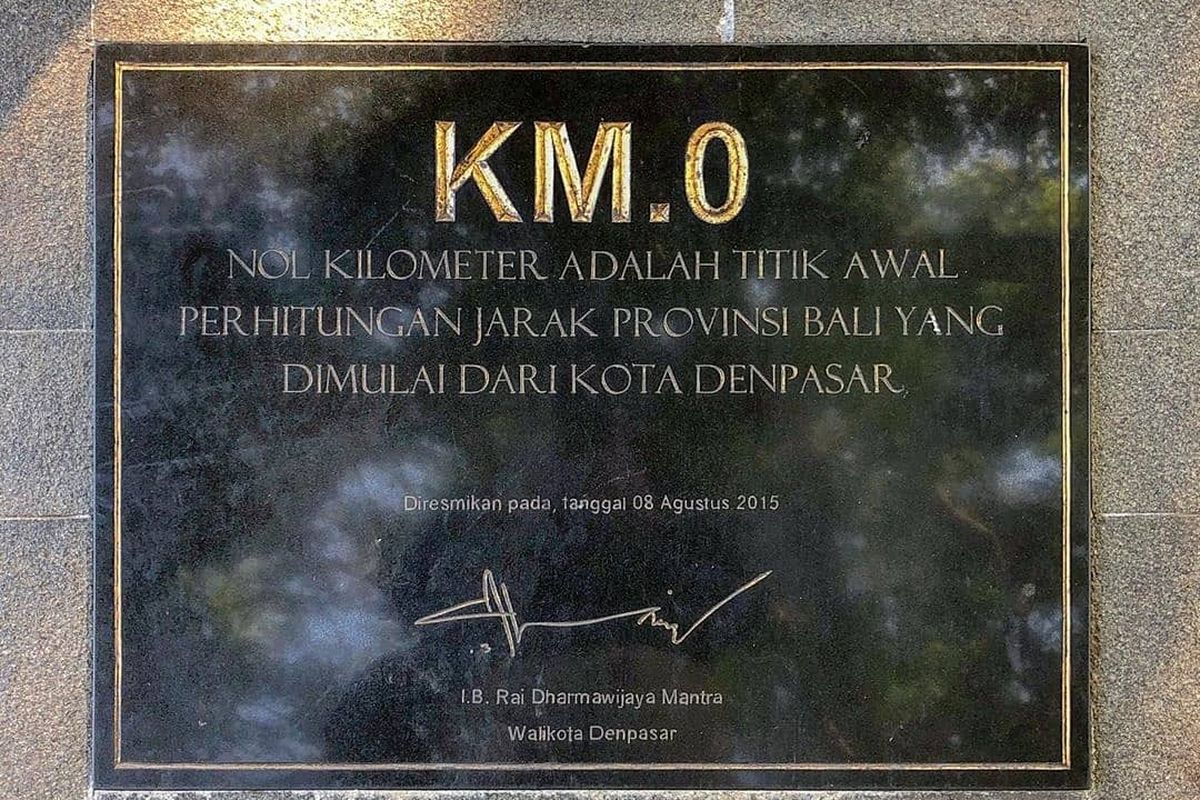 KM.0
NOL KILOMETER ADALAH TITIK AWAL
PERHITUNGAN JARAK PROVINSI BALI YANG
DIMULAI DARI KOTA DENPASAR,
Diresmikan pada, tanggal 08 Agustus 2015
I.B. Rai Dharmawijaya Mantra
Walikota Denpasar